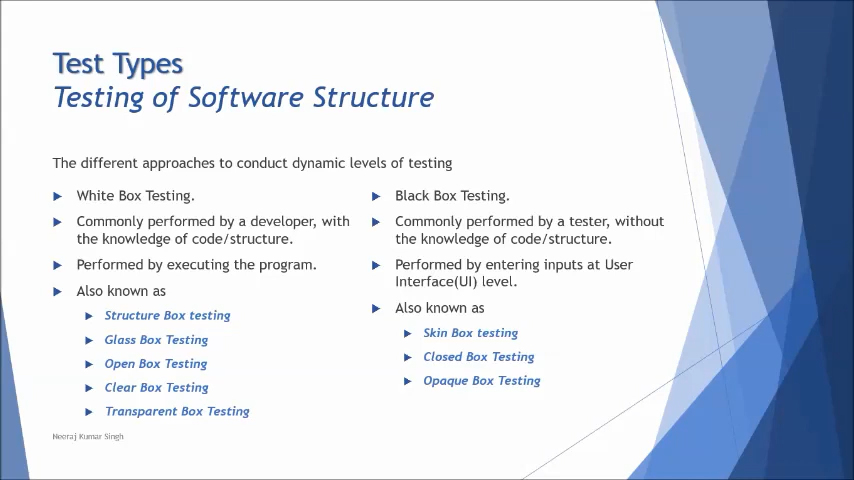 Test Types
Testing of Software Structure
The different approaches to conduct dynamic levels of testing
White Box Testing.
Commonly performed by a developer, with
the knowledge of code/structure.
Performed by executing the program.
Also known as
Structure Box testing
Glass Box Testing
Open Box Testing
Clear Box Testing
Transparent Box Testing
Black Box Testing.
Commonly performed by a tester, without
the knowledge of code/structure.
Performed by entering inputs at User
Interface(UI) level.
Also known as
Skin Box testing
Closed Box Testing
Opaque Box Testing
Neeraj Kumar Singh